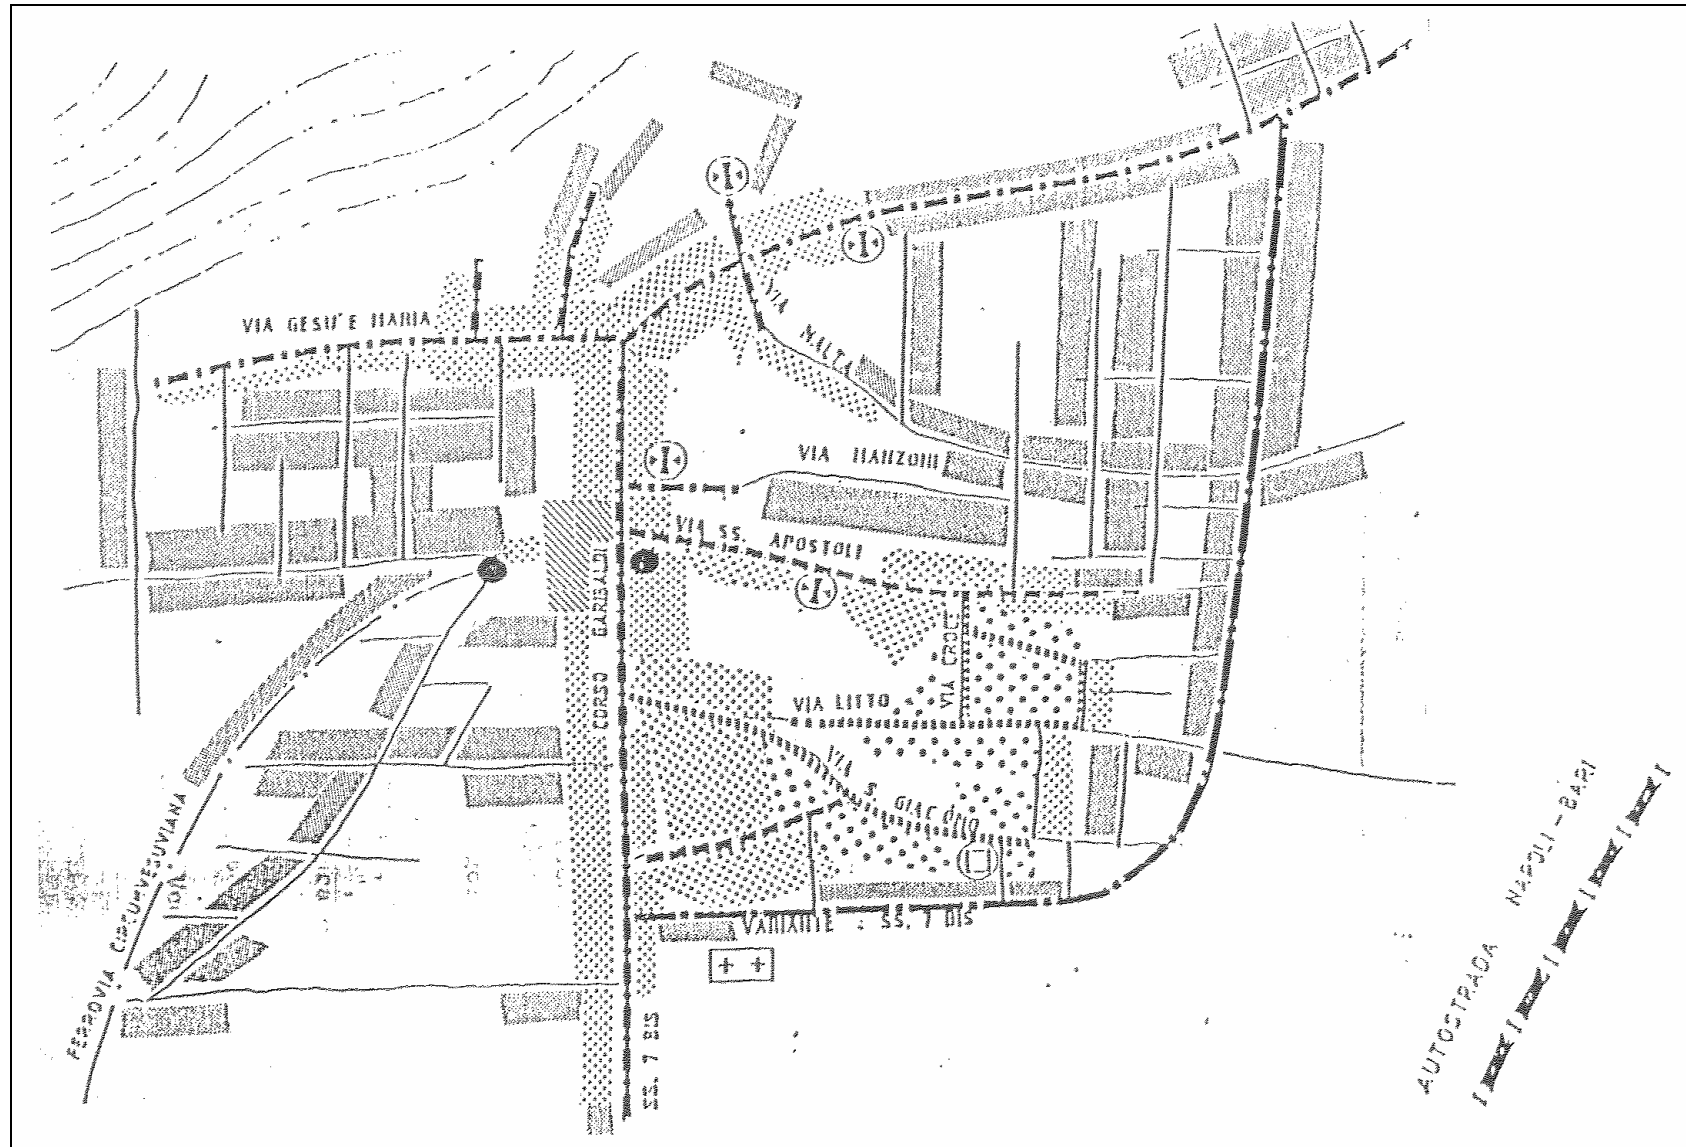 VIA GESU' E MARIA
VIA MALTA
VIA MANZONI
VIA SS. APOSTOLI
CORSO GARIBALDI
VIA CROCE
VIA LITTO
VIA S GIACOMO
FERROVIA CIRCUMVESUVIANA
VARIANTE : SS. 7 BIS
SS. 7 BIS
AUTOSTRADA NAPOLI-BARI